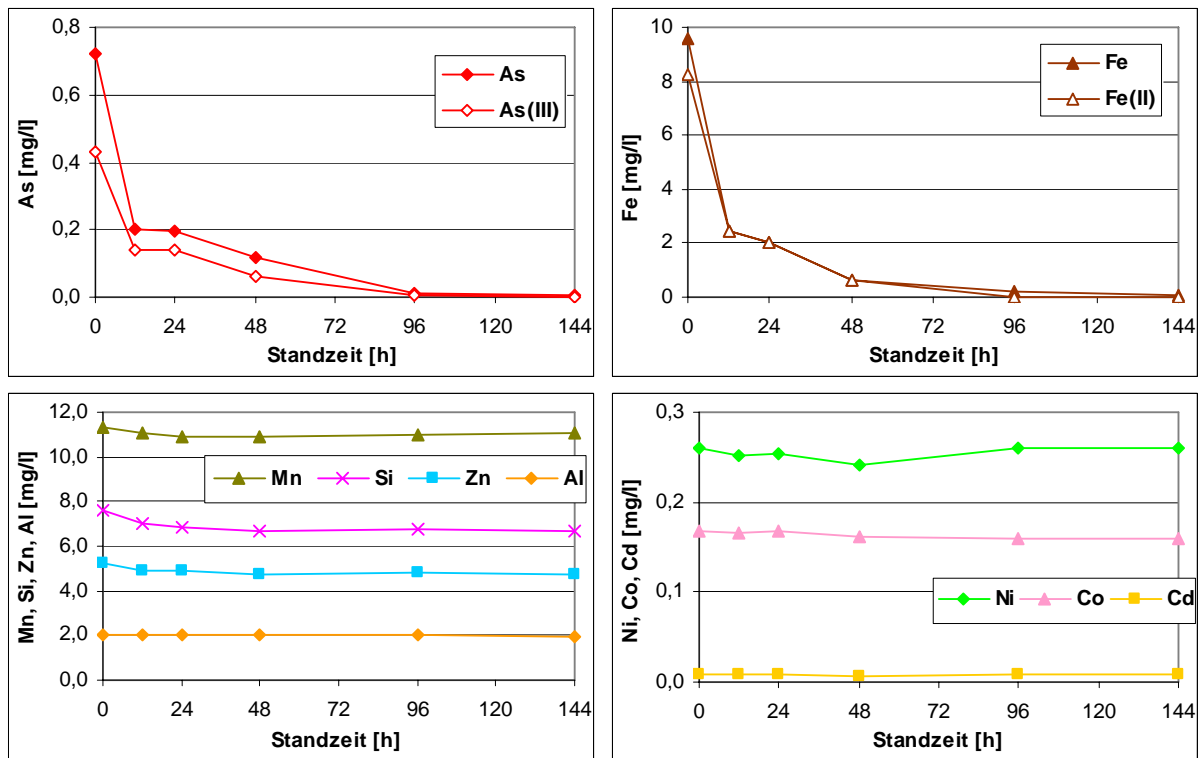 0,8
0,6
0,4
0,2
0,0
As [mg/l]
As
As(III)
0 24 48 72 96 120 144
Standzeit [h]
10
8
6
4
2
0
Fe [mg/l]
Fe
Fe(II)
0 24 48 72 96 120 144
Standzeit [h]
12,0
10,0
8,0
6,0
4,0
2,0
0,0
Mn, Si, Zn, Al [mg/l]
Mn Si Zn Al
0 24 48 72 96 120 144
Standzeit [h]
0,3
0,2
0,1
0,0
Ni, Co, Cd [mg/l]
Ni Co Cd
0 24 48 72 96 120 144
Standzeit [h]